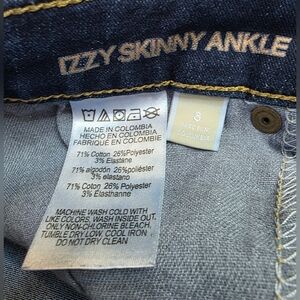 IZZY SKINNY ANKLE
MADE IN COLOMBIA
HECHO EN COLOMBIA
FABRIQUÉ EN COLOMBIE
71% Cotton 26%Polyester
3% Elastane
71% algodón 26%poliéster
3% elastano
71% Coton 26% Polyester
3% Elasthanne
MACHINE WASH COLD WITH
LIKE COLORS, WASH INSIDE OUT.
ONLY NON-CHLORINE BLEACH.
TUMBLE DRY LOW. COOL IRON
DO NOT DRY CLEAN
8